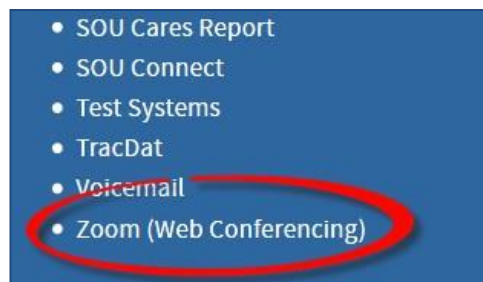 • SOU Cares Report
• SOU Connect
• Test Systems
• TracDat
• Voicemail
• Zoom (Web Conferencing)